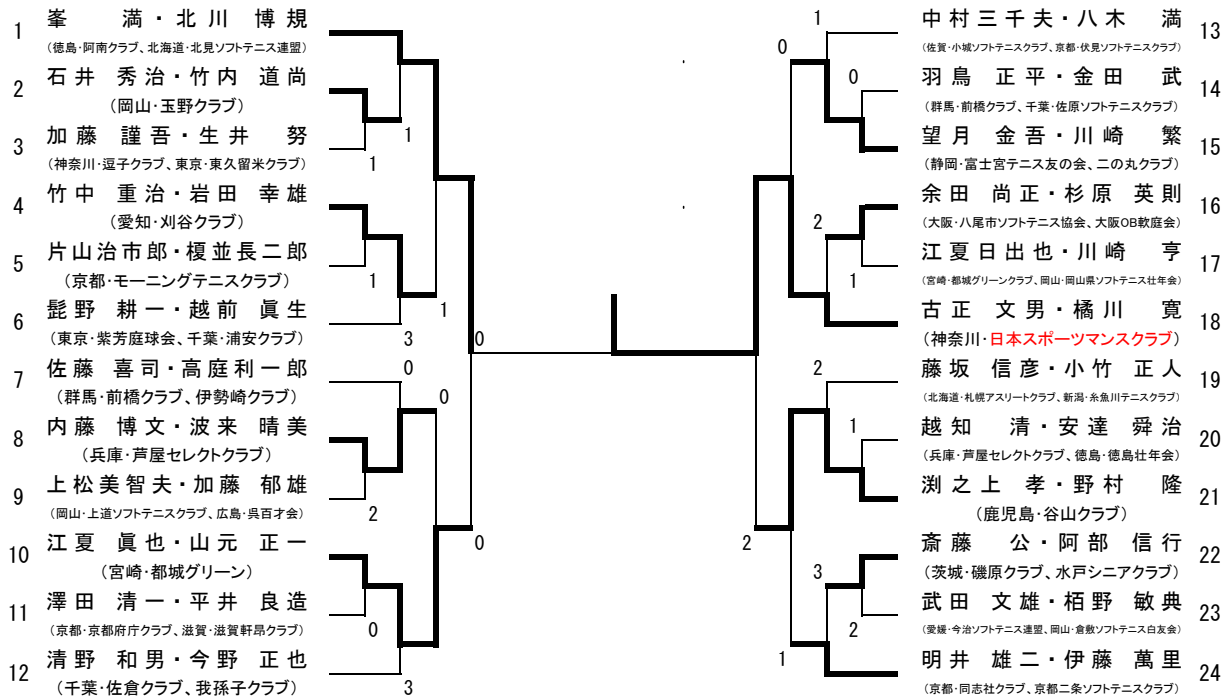 1 峯 満・北川 博規
（徳島・阿南クラブ、北海道・北見ソフトテニス連盟）
2 石井 秀治・竹内 道尚
（岡山・玉野クラブ）
3 加藤 謹吾・生井 努
（神奈川・逗子クラブ、東京・東久留米クラブ）
4 竹中 重治・岩田 幸雄
（愛知・刈谷クラブ）
5 片山治市郎・榎並長二郎
（京都・モーニングテニスクラブ）
6 髭野 耕一・越前 眞生
（東京・紫芳庭球会、千葉・浦安クラブ）
7 佐藤 喜司・高庭利一郎
（群馬・前橋クラブ、伊勢崎クラブ）
8 内藤 博文・波来 晴美
（兵庫・芦屋セレクトクラブ）
9 上松美智夫・加藤 郁雄
（岡山・上道ソフトテニスクラブ、広島・呉百才会）
10 江夏 眞也・山元 正一
（宮崎・都城グリーン）
11 澤田 清一・平井 良造
（京都・京都府庁クラブ、滋賀・滋賀軒昂クラブ）
12 清野 和男・今野 正也
（千葉・佐倉クラブ、我孫子クラブ）
1
1
1
3
1
0
0
0
2
0
0
3
1
0
0
2
1
2
1
2
3
2
1
中村三千夫・八木 満 13
（佐賀・小城ソフトテニスクラブ、京都・伏見ソフトテニスクラブ）
羽鳥 正平・金田 武 14
（群馬・前橋クラブ、千葉・佐原ソフトテニスクラブ）
望月 金吾・川崎 繁 15
（静岡・富士宮テニス友の会、二の丸クラブ）
余田 尚正・杉原 英則 16
（大阪・八尾市ソフトテニス協会、大阪OB軟庭会）
江夏日出也・川崎 亨 17
（宮崎・都城グリーンクラブ、岡山・岡山県ソフトテニス壮年会）
古正 文男・橘川 寛 18
（神奈川・日本スポーツマンスクラブ）
藤坂 信彦・小竹 正人 19
（北海道・札幌アスリートクラブ、新潟・糸魚川テニスクラブ）
越知 清・安達 舜治 20
（兵庫・芦屋セレクトクラブ、徳島・徳島壮年会）
渕之上 孝・野村 隆 21
（鹿児島・谷山クラブ）
斎藤 公・阿部 信行 22
（茨城・磯原クラブ、水戸シニアクラブ）
武田 文雄・栢野 敏典 23
（愛媛・今治ソフトテニス連盟、岡山・倉敷ソフトテニス白友会）
明井 雄二・伊藤 萬里 24
（京都・同志社クラブ、京都二条ソフトテニスクラブ）